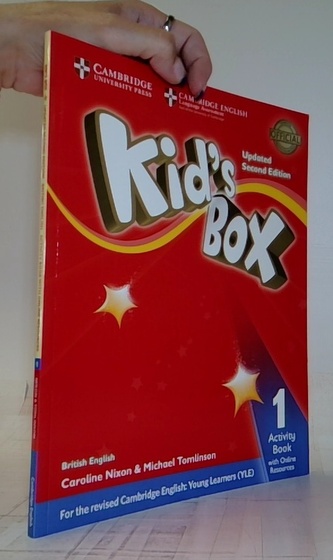 CAMBRIDGE
UNIVERSITY PRESS
CAMBRIDGE ENGLISH
Language Assessment
OFFICIAL
Updated
Second Edition
Kid's
BOX
1
Activity
Book
with Online
Resources
British English
Caroline Nixon & Michael Tomlinson
For the revised Cambridge English: Young Learners (YLE)